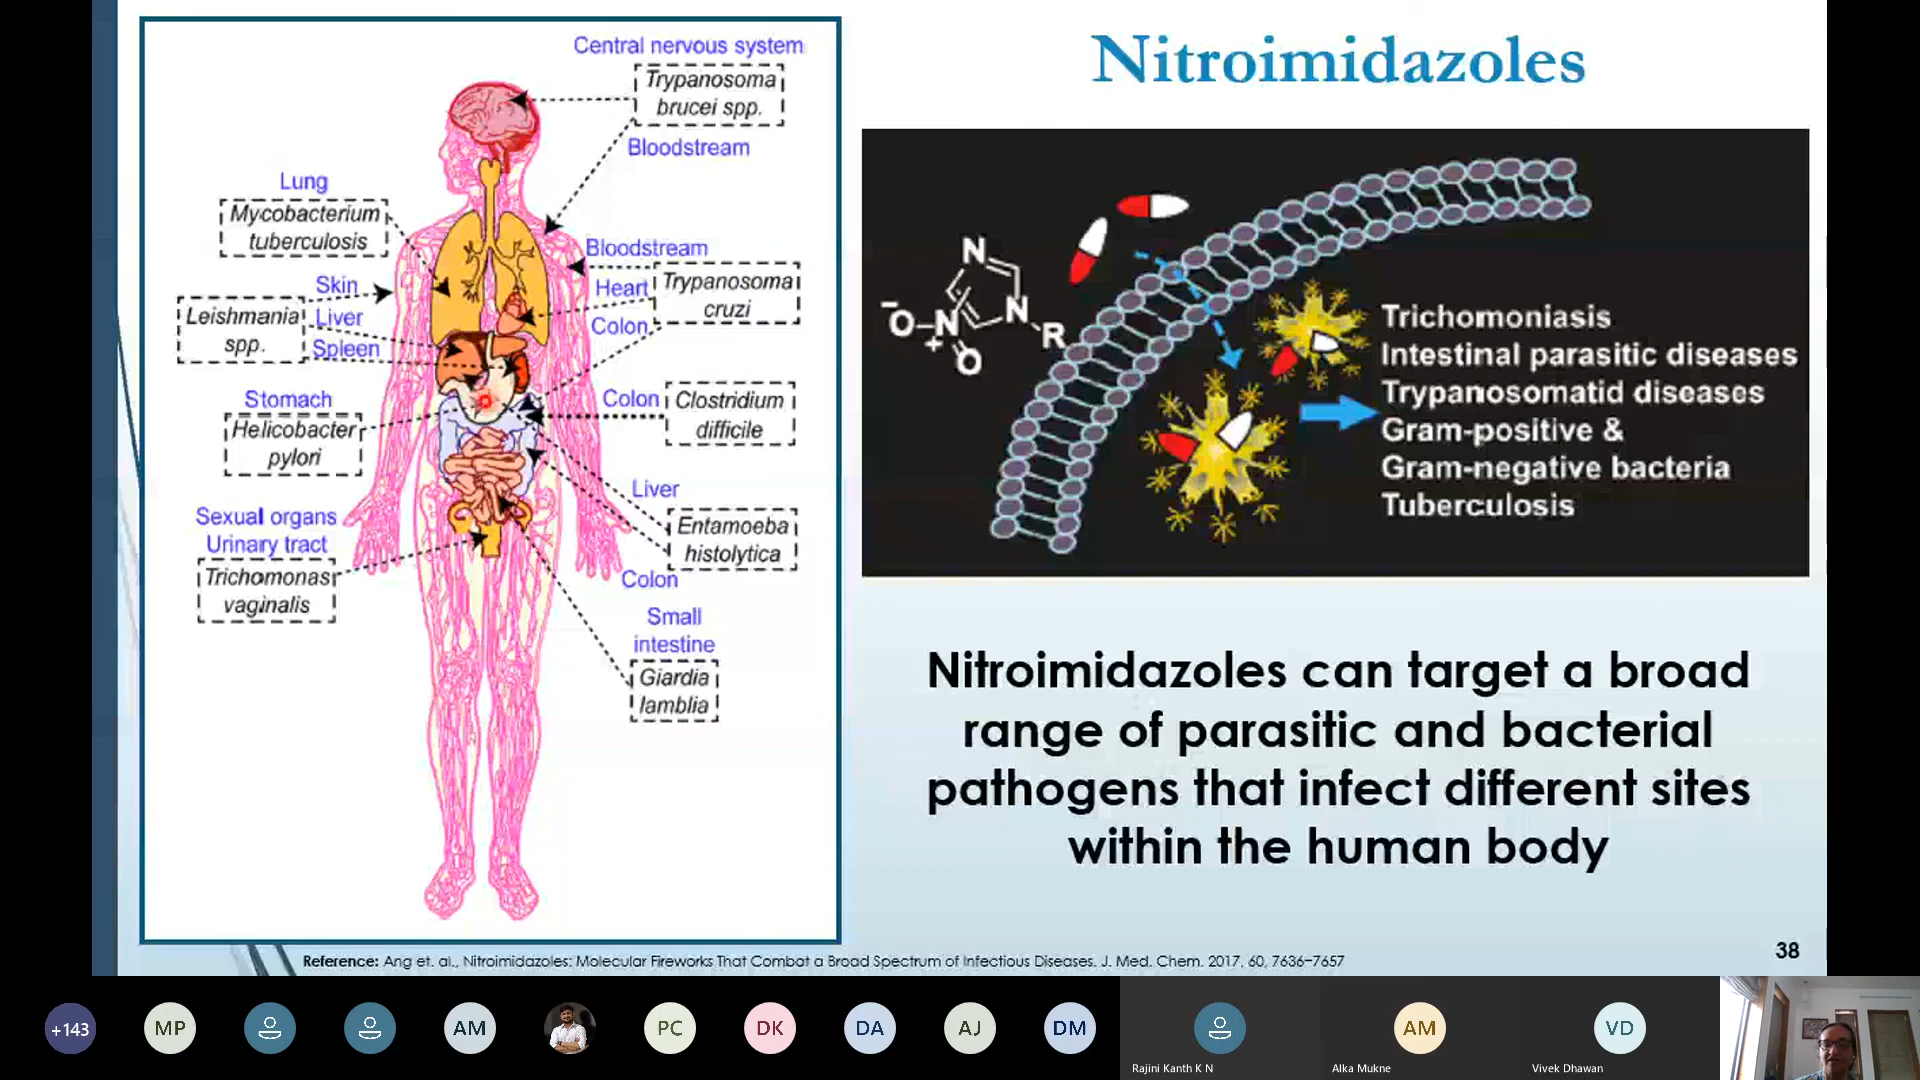 Nitroimidazoles
Central nervous system
Trypanosoma
brucei spp.
Bloodstream
Lung
Mycobacterium
tuberculosis
Skin
Leishmania
spp.
Liver
Spleen
Stomach
Helicobacter
pylori
Sexual organs
Urinary tract
Trichomonas
vaginalis
Bloodstream
Heart
Colon
Trypanosoma
cruzi
Colon
Clostridium
difficile
Liver
Entamoeba
histolytica
Colon
Small
intestine
Giardia
lamblia
N
N
R
-O-N
+
O
Trichomoniasis
Intestinal parasitic diseases
Trypanosomatid diseases
Gram-positive &
Gram-negative bacteria
Tuberculosis
Nitroimidazoles can target a broad
range of parasitic and bacterial
pathogens that infect different sites
within the human body
38
Reference: Ang et. al., Nitroimidazoles: Molecular Fireworks That Combat a Broad Spectrum of Infectious Diseases. J. Med. Chem. 2017, 60, 7636−7657
+143
MP
AM
PC
DK
DA
AJ
DM
Rajini Kanth K N
AM
Alka Mukne
VD
Vivek Dhawan